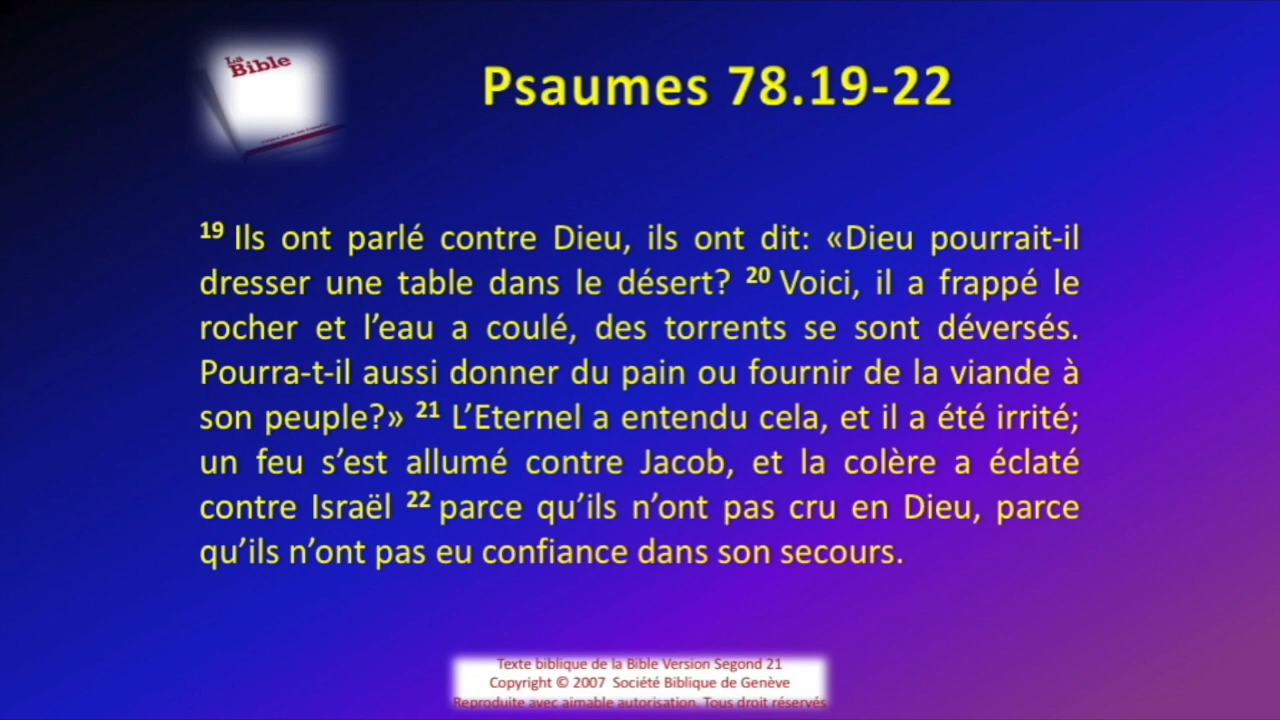 La
Bible
Psaumes 78.19-22
19 Ils ont parlé contre Dieu, ils ont dit: «Dieu pourrait-il
dresser une table dans le désert? 20 Voici, il a frappé le
rocher et l’eau a coulé, des torrents se sont déversés.
Pourra-t-il aussi donner du pain ou fournir de la viande à
son peuple?» 21 L’Eternel a entendu cela, et il a été irrité;
un feu s’est allumé contre Jacob, et la colère a éclaté
contre Israël 22 parce qu’ils n’ont pas cru en Dieu, parce
qu’ils n’ont pas eu confiance dans son secours.
Texte biblique de la Bible Version Segond 21
Copyright © 2007 Société Biblique de Genève
Reproduite avec aimable autorisation. Tous droit réservés